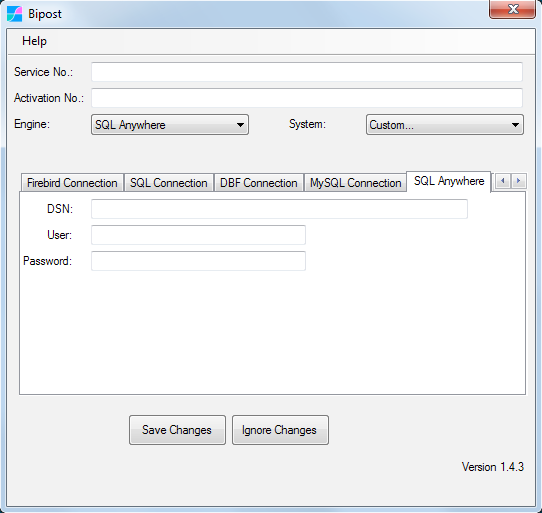 Bipost
Help
Service No.:
Activation No.:
Engine: SQL Anywhere System: Custom...
Firebird Connection SQL Connection DBF Connection MySQL Connection SQL Anywhere
DSN:
User:
Password:
Save Changes Ignore Changes
Version 1.4.3